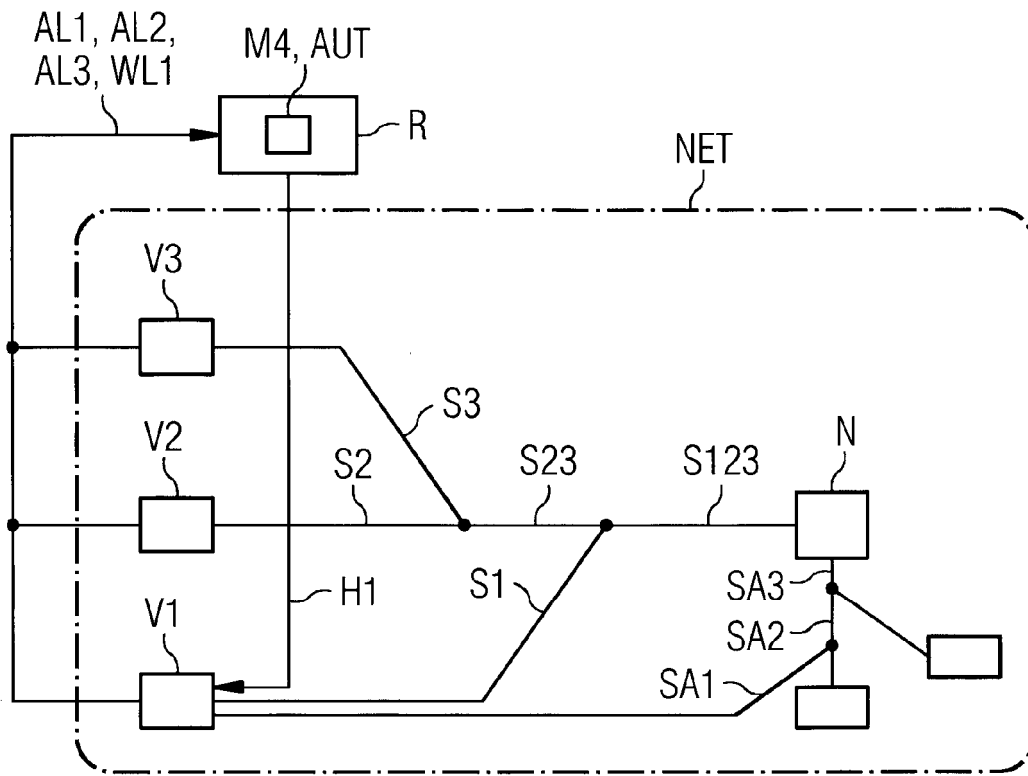 AL1, AL2,
AL3, WL1
M4, AUT
R
NET
V3
S3
V2
S2
S23
S123
N
V1
H1
S1
SA3
SA2
SA1